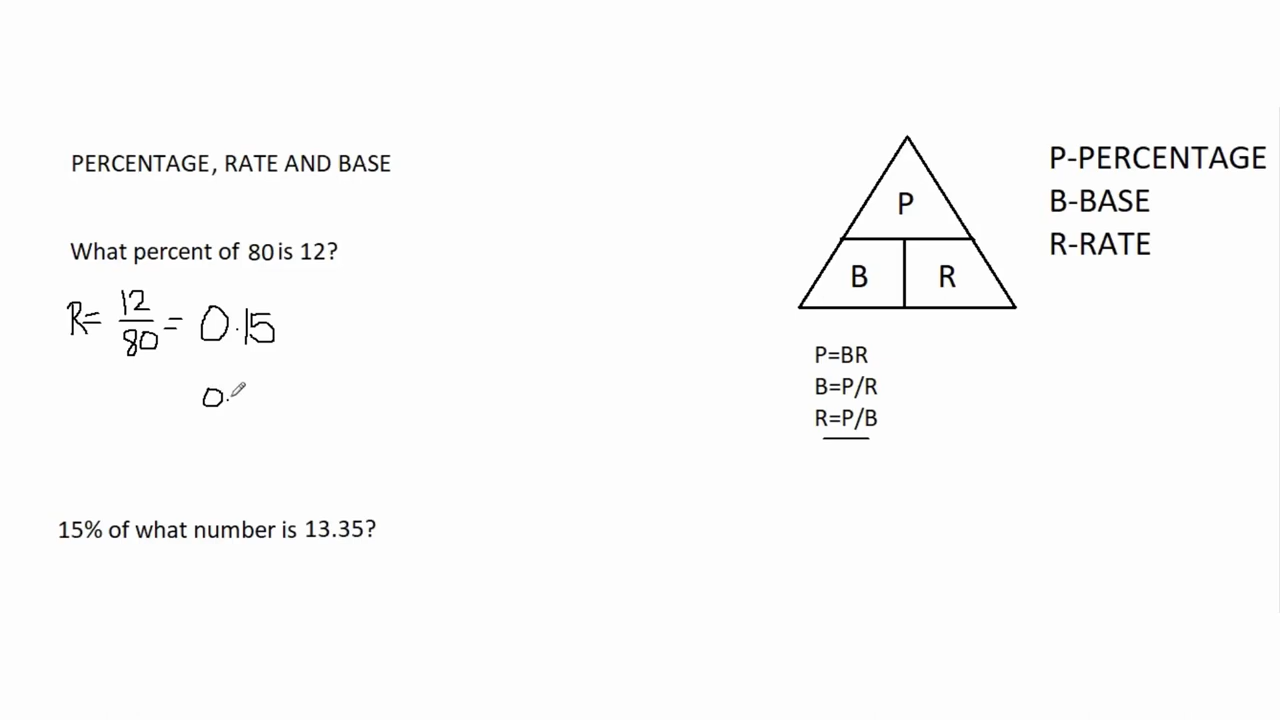 PERCENTAGE, RATE AND BASE
What percent of 80 is 12?
R= 12/80 = 0.15
0.
15% of what number is 13.35?
P
B R
P-PERCENTAGE
B-BASE
R-RATE
P=BR
B=P/R
R=P/B